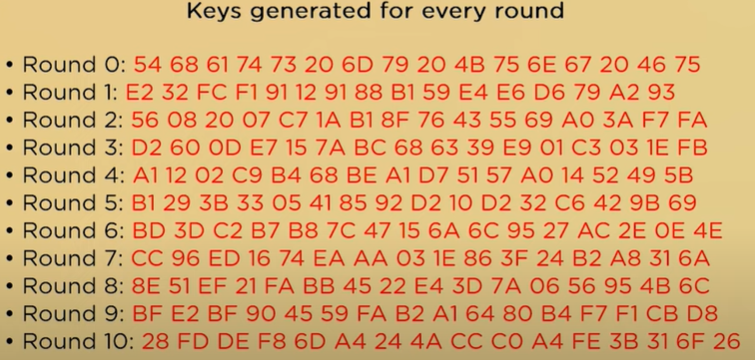 Keys generated for every round
• Round 0: 54 68 61 74 73 20 6D 79 20 4B 75 6E 67 20 46 75
• Round 1: E2 32 FC F1 91 12 91 88 B1 59 E4 E6 D6 79 A2 93
• Round 2: 56 08 20 07 C7 1A B1 8F 76 43 55 69 A0 3A F7 FA
• Round 3: D2 60 0D E7 15 7A BC 68 63 39 E9 01 C3 03 1E FB
• Round 4: A1 12 02 C9 B4 68 BE A1 D7 51 57 A0 14 52 49 5B
• Round 5: B1 29 3B 33 05 41 85 92 D2 10 D2 32 C6 42 9B 69
• Round 6: BD 3D C2 B7 B8 7C 47 15 6A 6C 95 27 AC 2E 0E 4E
• Round 7: CC 96 ED 16 74 EA AA 03 1E 86 3F 24 B2 A8 31 6A
• Round 8: 8E 51 EF 21 FA BB 45 22 E4 3D 7A 06 56 95 4B 6C
• Round 9: BF E2 BF 90 45 59 FA B2 A1 64 80 B4 F7 F1 CB D8
• Round 10: 28 FD DE F8 6D A4 24 4A CC C0 A4 FE 3B 31 6F 26